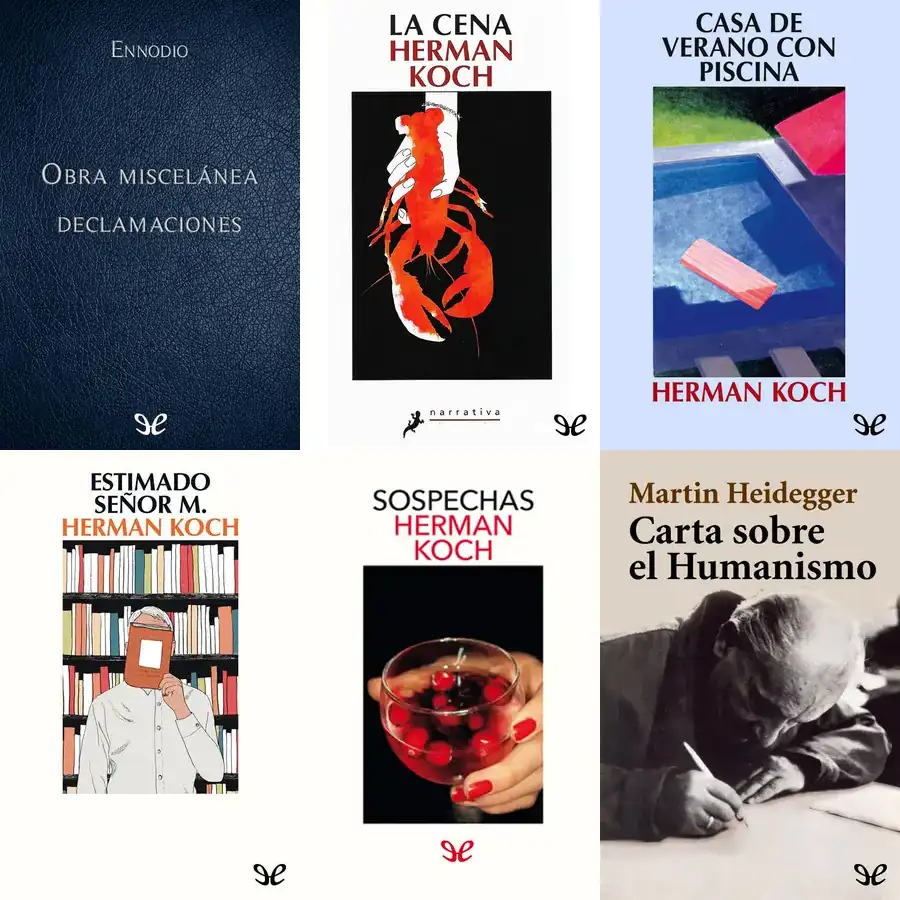 ENNODIO
OBRA MISCELÁNEA
DECLAMACIONES
LA CENA
HERMAN
KOCH
narrativa
CASA DE
VERANO CON
PISCINA
HERMAN KOCH
ESTIMADO
SEÑOR M.
HERMAN KOCH
SOSPECHAS
HERMAN
KOCH
Martin Heidegger
Carta sobre
el Humanismo